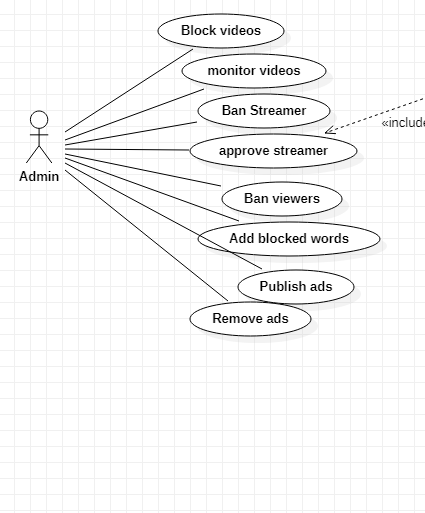 Block videos
monitor videos
Ban Streamer
«include
approve streamer
Admin
Ban viewers
Add blocked words
Publish ads
Remove ads